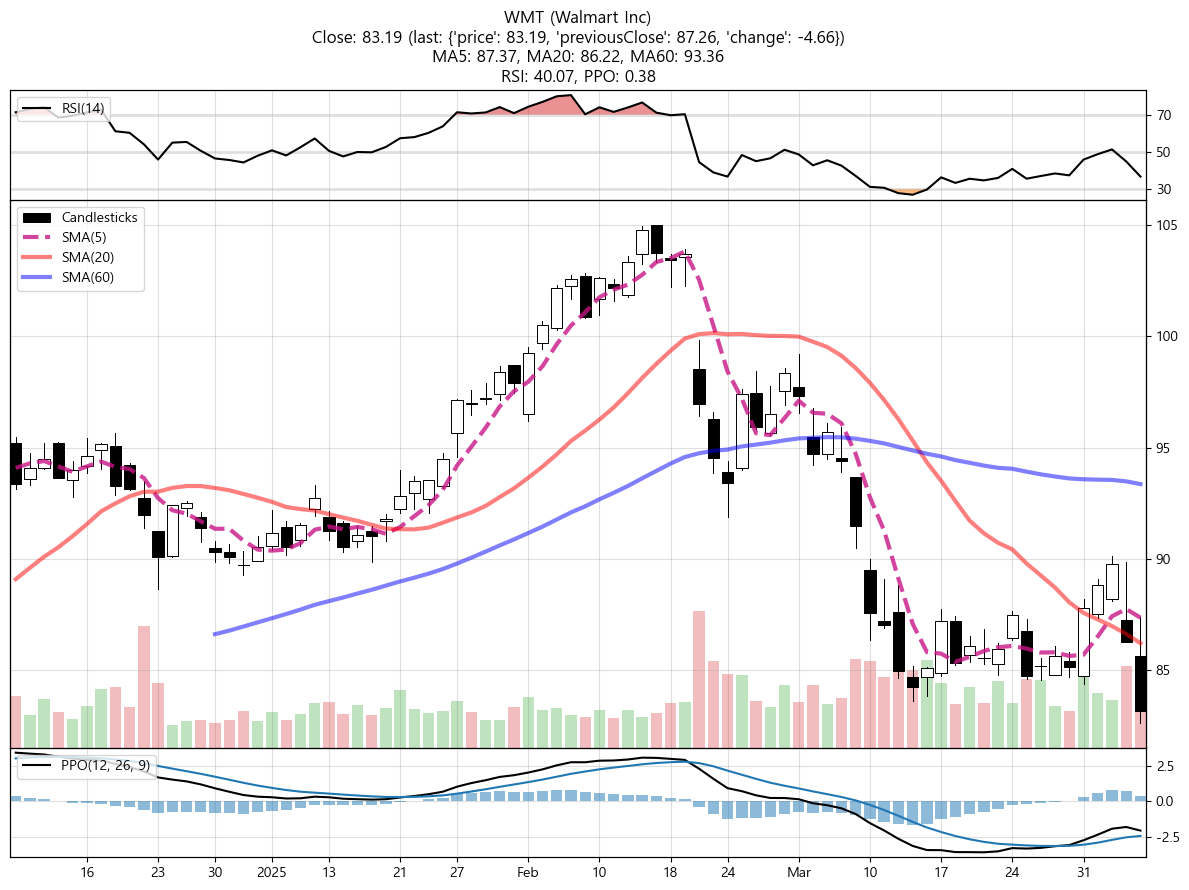 WMT (Walmart Inc)
Close: 83.19 (last: {'price': 83.19, 'previousClose': 87.26, 'change': -4.66})
MA5: 87.37, MA20: 86.22, MA60: 93.36
RSI: 40.07, PPO: 0.38
RSI(14)
70
50
30
Candlesticks
SMA(5)
SMA(20)
SMA(60)
105
100
95
90
85
PPO(12, 26, 9)
2.5
0.0
−2.5
16 23 30 2025 13 21 27 Feb 10 18 24 Mar 10 17 24 31